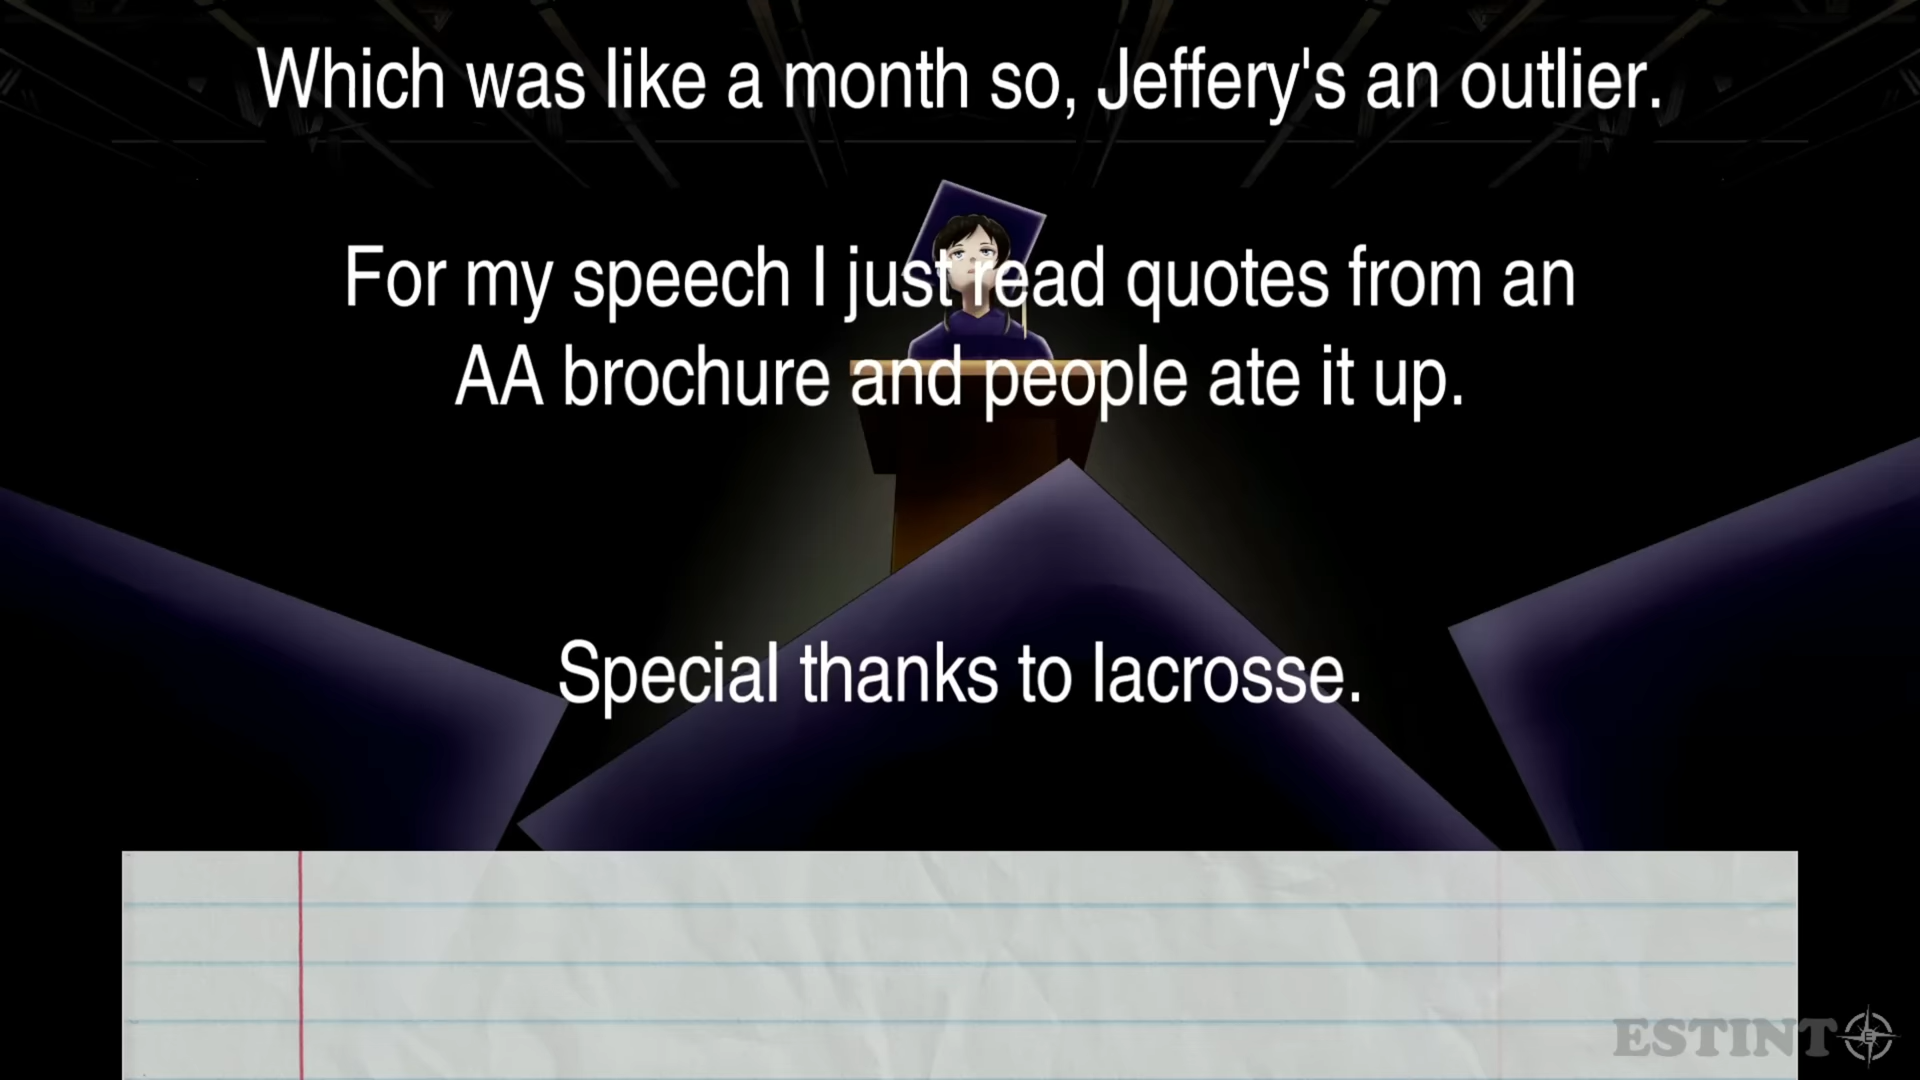 Which was like a month so, Jeffery's an outlier.
For my speech I just read quotes from an
AA brochure and people ate it up.
Special thanks to lacrosse.
ESTINT